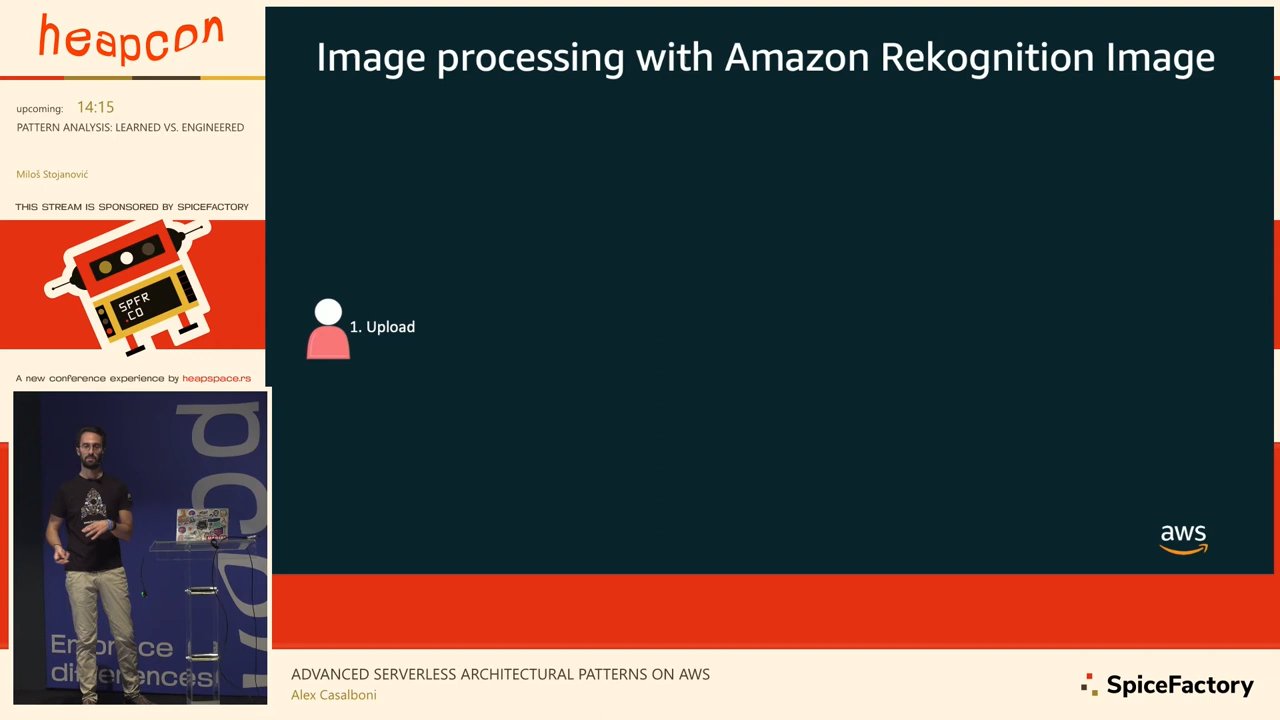 heapcon
upcoming: 14:15
PATTERN ANALYSIS: LEARNED VS. ENGINEERED
Miloš Stojanović
THIS STREAM IS SPONSORED BY SPICEFACTORY
SPFR
.CO
A new conference experience by heapspace.rs
Image processing with Amazon Rekognition Image
1. Upload
aws
Embrace
differences
ADVANCED SERVERLESS ARCHITECTURAL PATTERNS ON AWS
Alex Casalboni
SpiceFactory